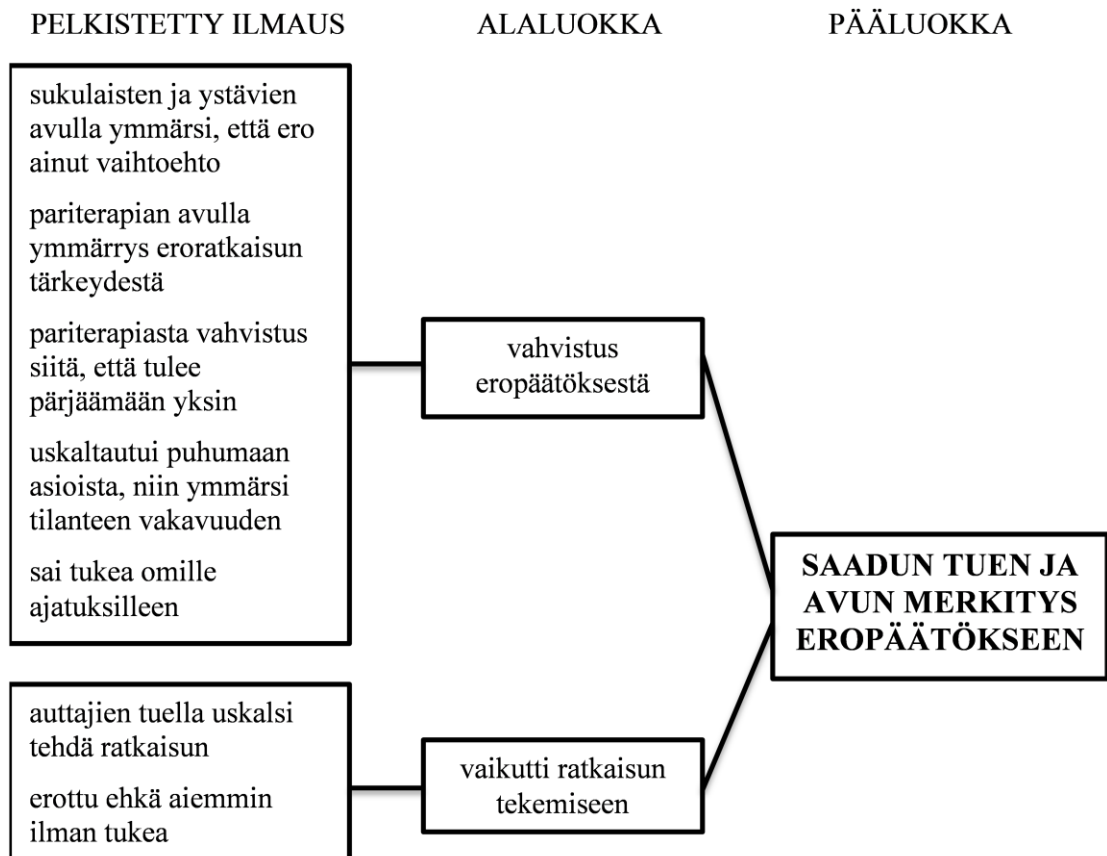 PELKISTETTY ILMAUS
ALALUOKKA
PÄÄLUOKKA
sukulaisten ja ystävien
avulla ymmärsi, että ero
ainut vaihtoehto
pariterapian avulla
ymmärrys eroratkaisun
tärkeydestä
pariterapiasta vahvistus
siitä, että tulee
pärjäämään yksin
uskaltautui puhumaan
asioista, niin ymmärsi
tilanteen vakavuuden
sai tukea omille
ajatuksilleen
vahvistus
eropäätöksestä
SAADUN TUEN JA
AVUN MERKITYS
EROPÄÄTÖKSEEN
auttajien tuella uskalsi
tehdä ratkaisun
erottu ehkä aiemmin
ilman tukea
vaikutti ratkaisun
tekemiseen